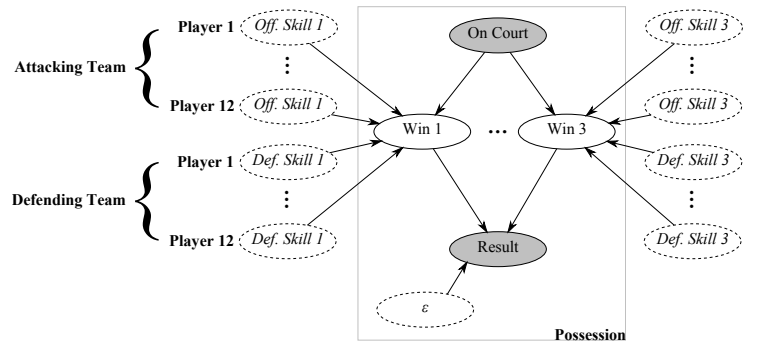 Player 1 Off. Skill 1 On Court Off. Skill 3
Attacking Team
Player 12 Off. Skill 1 Win 1 ... Win 3 Off. Skill 3
Player 1 Def. Skill 1 Def. Skill 3
Defending Team
Player 12 Def. Skill 1 Result Def. Skill 3
ε
Possession